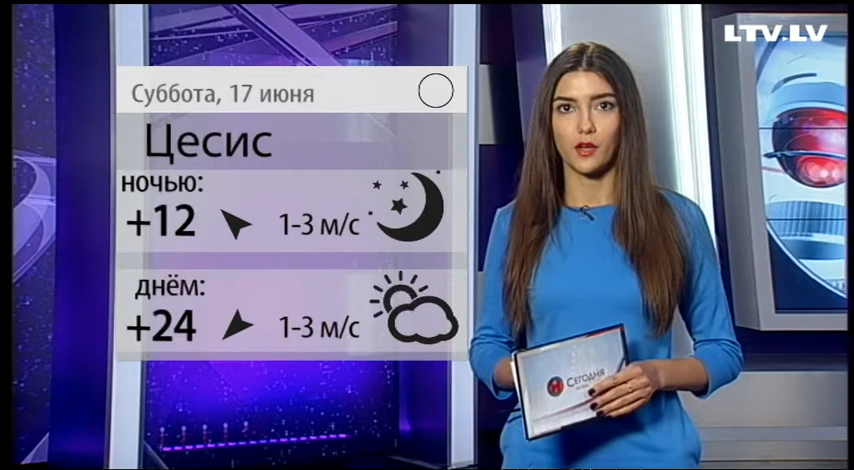 LTV.LV
Суббота, 17 июня
Цесис
ночью:
+12 1-3 м/с
днём:
+24 1-3 м/с
СЕГОДНЯ